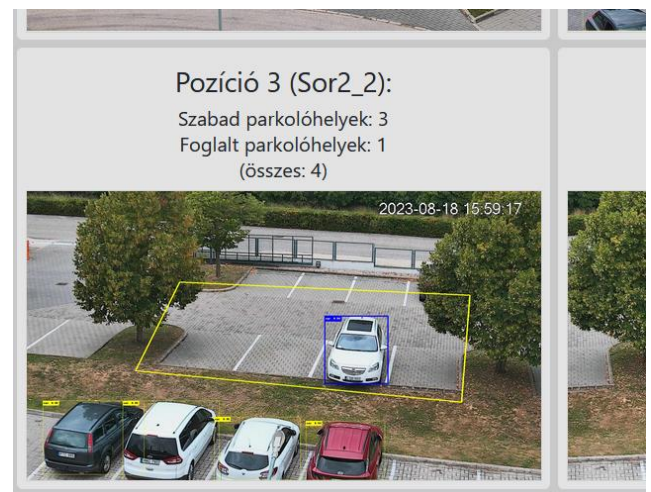 Pozíció 3 (Sor2_2):
Szabad parkolóhelyek: 3
Foglalt parkolóhelyek: 1
(összes: 4)
2023-08-18 15:59:17